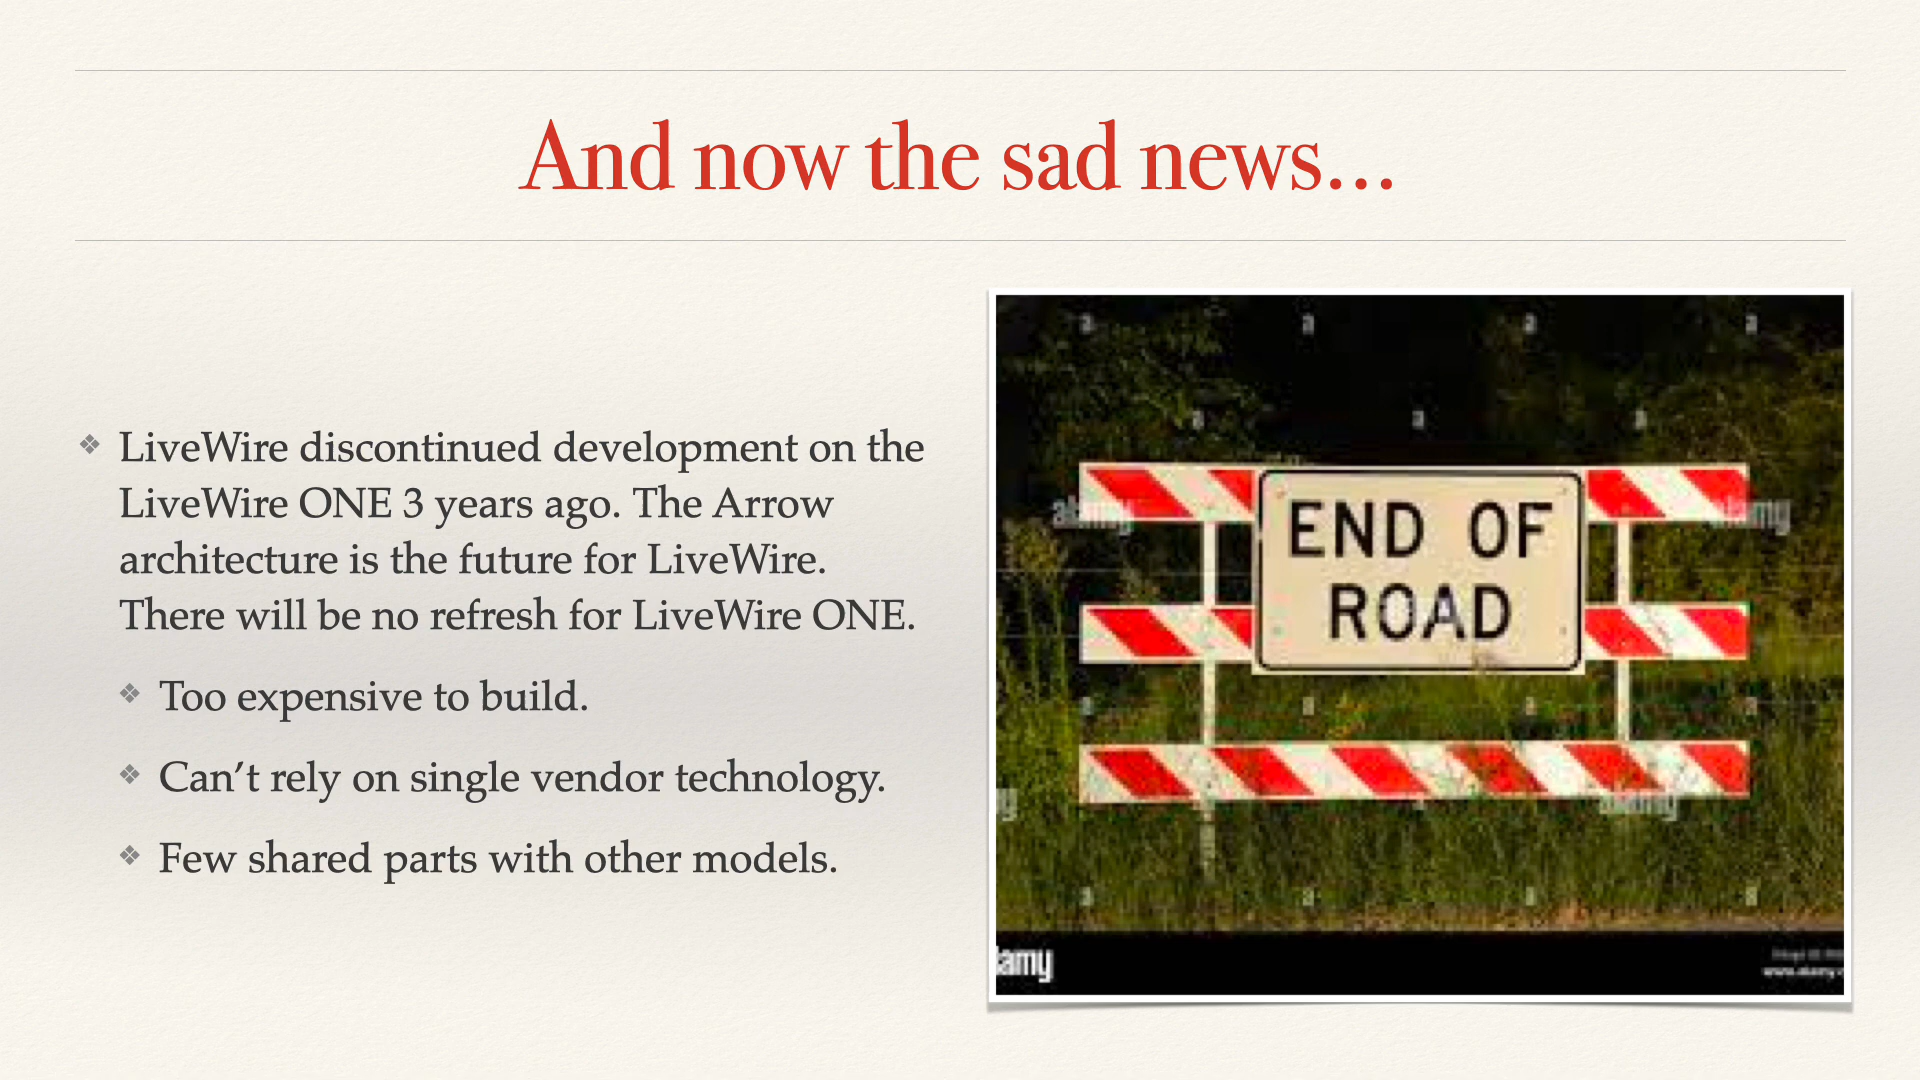 And now the sad news…
❖ LiveWire discontinued development on the
LiveWire ONE 3 years ago. The Arrow
architecture is the future for LiveWire.
There will be no refresh for LiveWire ONE.
❖ Too expensive to build.
❖ Can’t rely on single vendor technology.
❖ Few shared parts with other models.
END OF
ROAD
alamy
alamy
alamy